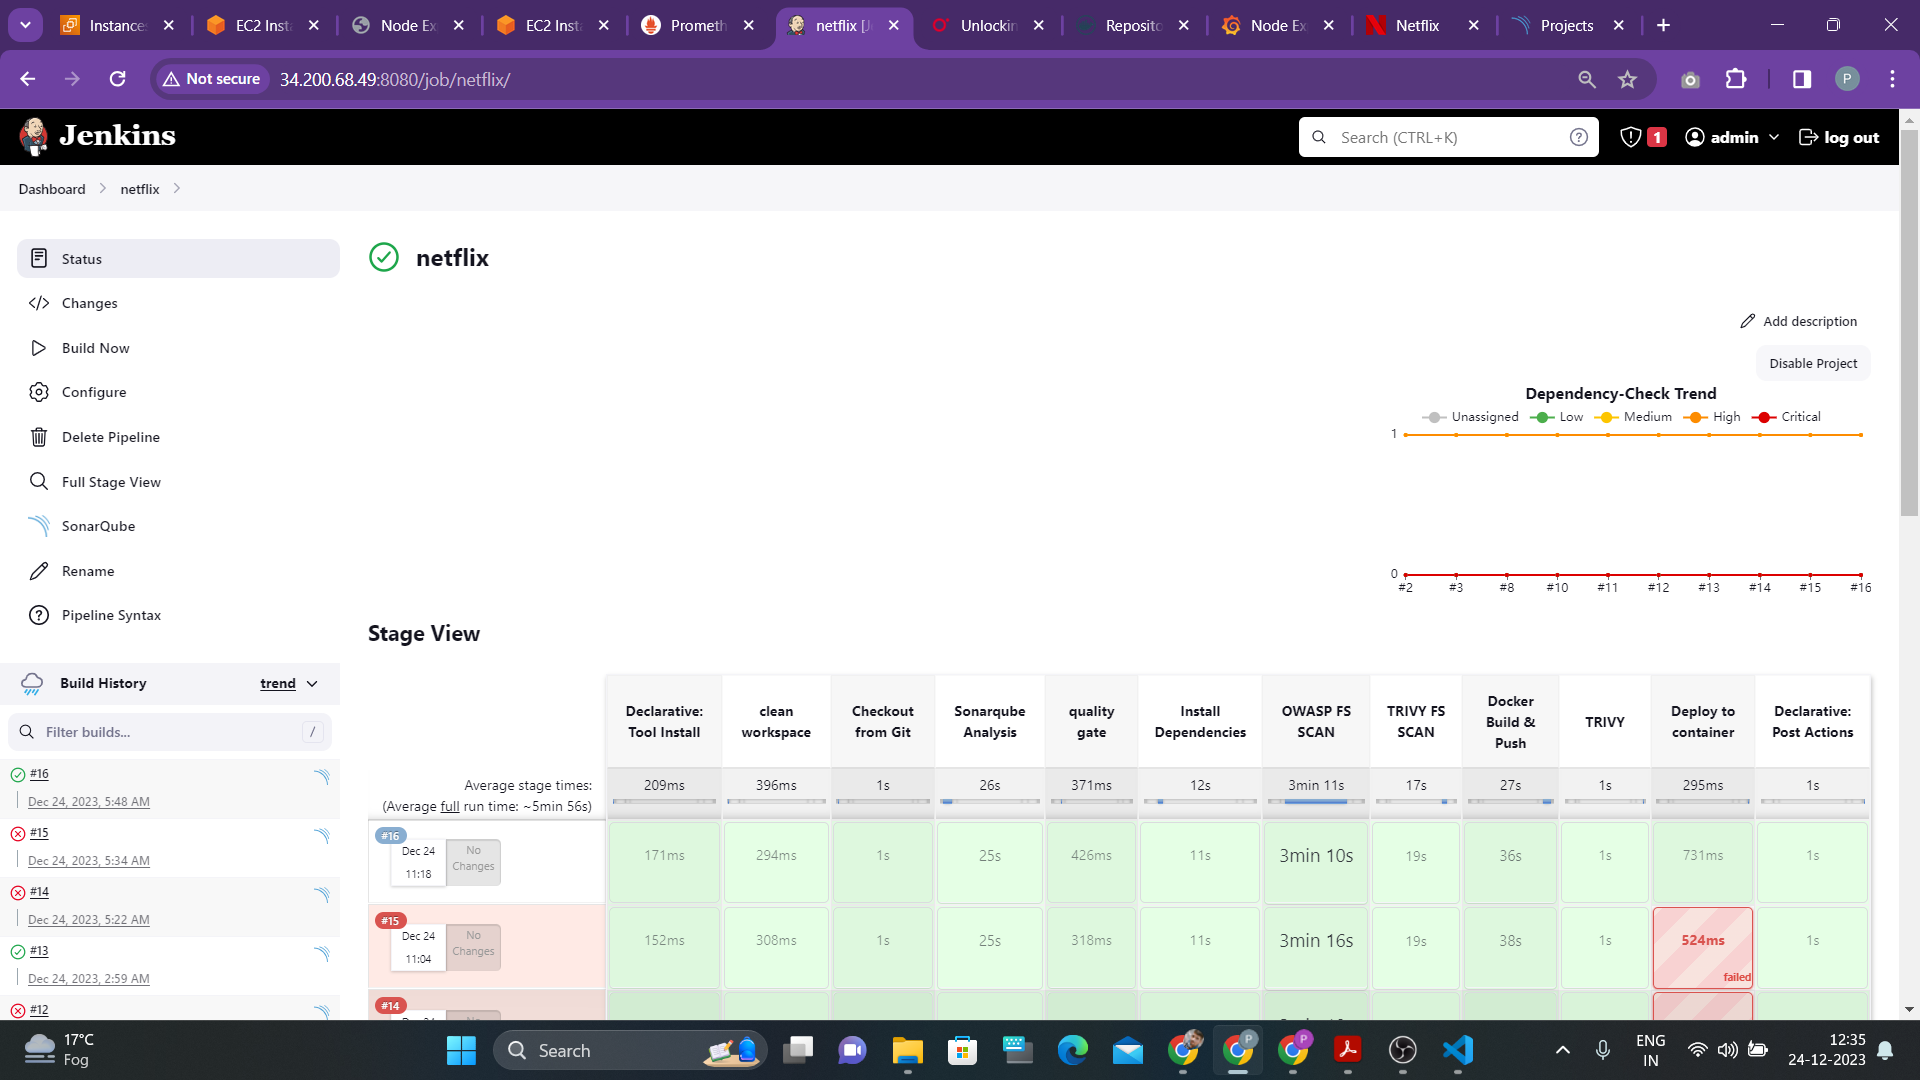 Instances
EC2 Insta
Node Ex
EC2 Insta
Prometh
netflix [J
Unlockin
Reposito
Node Ex
Netflix
Projects
Not secure
34.200.68.49:8080/job/netflix/
P
Jenkins
Search (CTRL+K)
1
admin
log out
Dashboard
netflix
Status
Changes
Build Now
Configure
Delete Pipeline
Full Stage View
SonarQube
Rename
Pipeline Syntax
Build History
trend
Filter builds...
/
#16
Dec 24, 2023, 5:48 AM
#15
Dec 24, 2023, 5:34 AM
#14
Dec 24, 2023, 5:22 AM
#13
Dec 24, 2023, 2:59 AM
#12
netflix
Add description
Disable Project
Dependency-Check Trend
Unassigned Low Medium High Critical
1
0
#2 #3 #8 #10 #11 #12 #13 #14 #15 #16
Stage View
Declarative: Tool Install
clean workspace
Checkout from Git
Sonarqube Analysis
quality gate
Install Dependencies
OWASP FS SCAN
TRIVY FS SCAN
Docker Build & Push
TRIVY
Deploy to container
Declarative: Post Actions
Average stage times:
(Average full run time: ~5min 56s)
209ms 396ms 1s 26s 371ms 12s 3min 11s 17s 27s 1s 295ms 1s
#16
Dec 24
11:18
No Changes
171ms 294ms 1s 25s 426ms 11s 3min 10s 19s 36s 1s 731ms 1s
#15
Dec 24
11:04
No Changes
152ms 308ms 1s 25s 318ms 11s 3min 16s 19s 38s 1s 524ms 1s
failed
#14
17°C
Fog
Search
P
P
ENG
IN
12:35
24-12-2023